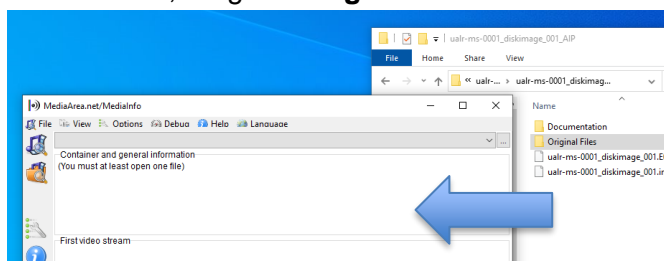 ualr-ms-0001_diskimage_001_AIP
File Home Share View
« ualr-... › ualr-ms-0001_diskimag...
MediaArea.net/MediaInfo
File View Options Debug Help Language
Container and general information
(You must at least open one file)
First video stream
Name
Documentation
Original Files
ualr-ms-0001_diskimage_001.E
ualr-ms-0001_diskimage_001.i